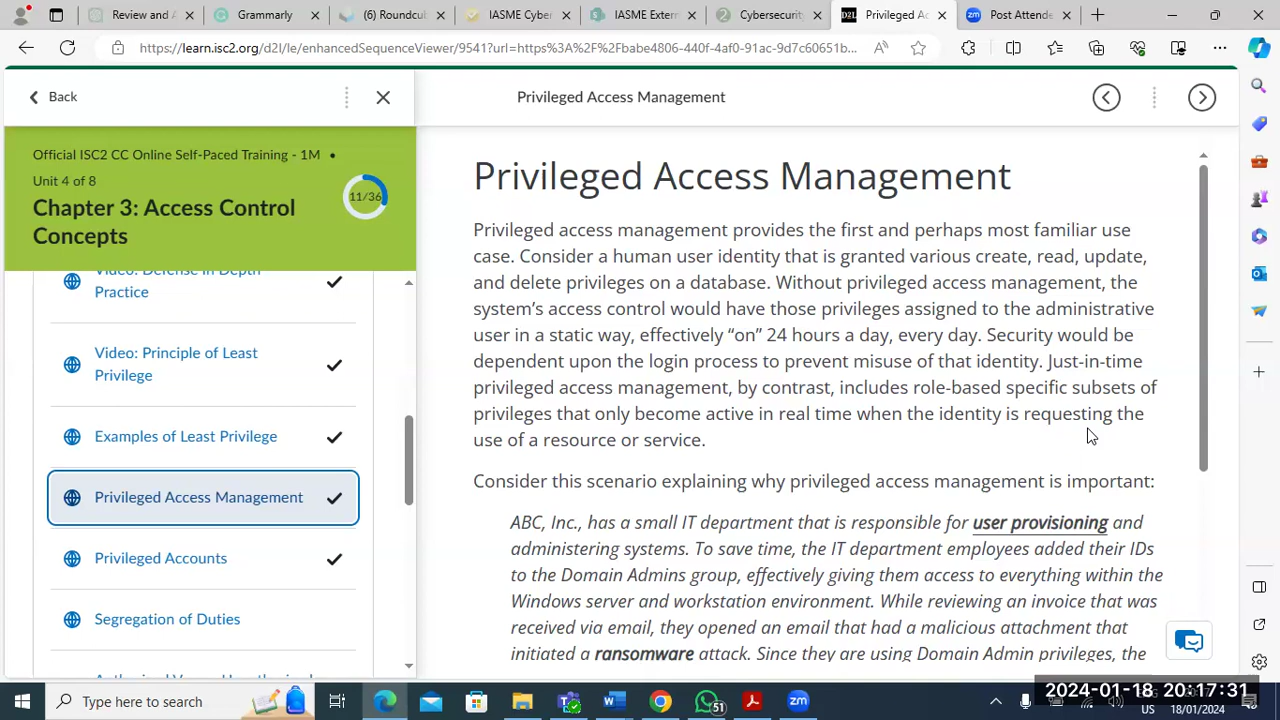 Review and A
Grammarly
(6) Roundcub
IASME Cyber
IASME Extern
Cybersecurity
Privileged Ac
Post Attende
https://learn.isc2.org/d2l/le/enhancedSequenceViewer/9541?url=https%3A%2F%2Fbabe4806-440f-4af0-91ac-9d7c60651b...
Back
Privileged Access Management
Official ISC2 CC Online Self-Paced Training - 1M •
Unit 4 of 8
Chapter 3: Access Control
Concepts
11/36
Video: Defense in Depth
Practice
Video: Principle of Least
Privilege
Examples of Least Privilege
Privileged Access Management
Privileged Accounts
Segregation of Duties
Privileged Access Management
Privileged access management provides the first and perhaps most familiar use
case. Consider a human user identity that is granted various create, read, update,
and delete privileges on a database. Without privileged access management, the
system's access control would have those privileges assigned to the administrative
user in a static way, effectively “on” 24 hours a day, every day. Security would be
dependent upon the login process to prevent misuse of that identity. Just-in-time
privileged access management, by contrast, includes role-based specific subsets of
privileges that only become active in real time when the identity is requesting the
use of a resource or service.
Consider this scenario explaining why privileged access management is important:
ABC, Inc., has a small IT department that is responsible for user provisioning and
administering systems. To save time, the IT department employees added their IDs
to the Domain Admins group, effectively giving them access to everything within the
Windows server and workstation environment. While reviewing an invoice that was
received via email, they opened an email that had a malicious attachment that
initiated a ransomware attack. Since they are using Domain Admin privileges, the
Type here to search
51
2024-01-18 20:17:31
US
18/01/2024